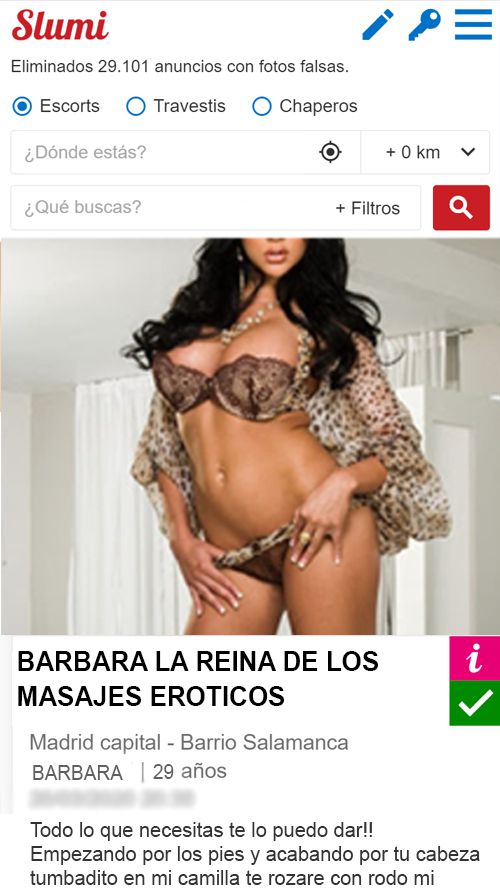 Slumi
Eliminados 29.101 anuncios con fotos falsas.
Escorts Travestis Chaperos
¿Dónde estás? + 0 km
¿Qué buscas? + Filtros
BARBARA LA REINA DE LOS
MASAJES EROTICOS
i
Madrid capital - Barrio Salamanca
BARBARA | 29 años
Todo lo que necesitas te lo puedo dar!!
Empezando por los pies y acabando por tu cabeza
tumbadito en mi camilla te rozare con rodo mi